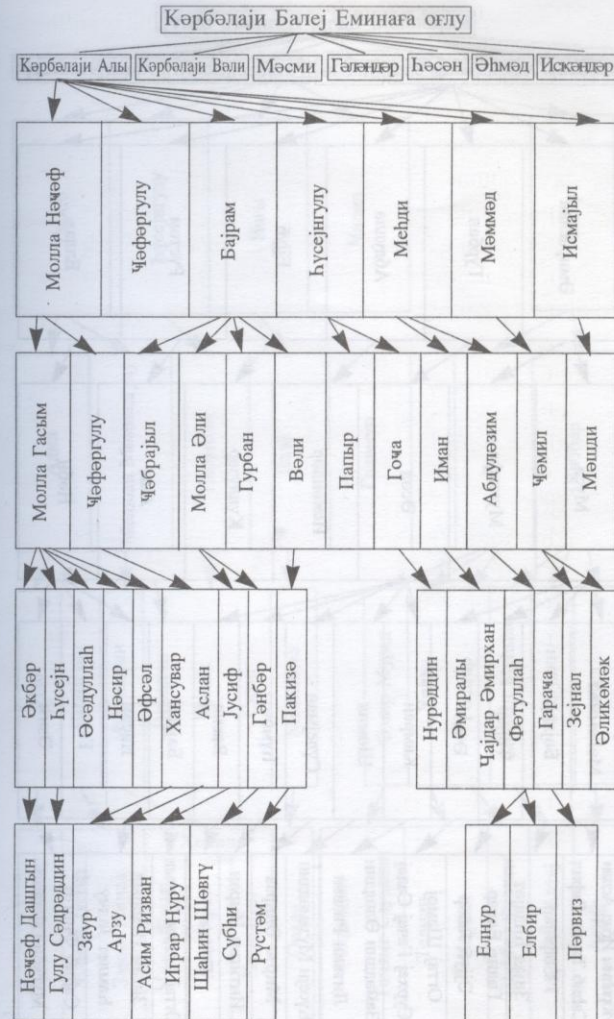 Кәрбәлаји Балеј Еминаға оғлу
Кәрбәлаји Алы
Кәрбәлаји Вәли
Мәсми
Гәләндәр
Һәсән
Әһмәд
Искәндәр
Молла Нәҹәф
Ҹәфәргулу
Бајрам
Һүсејнгулу
Меһди
Мәммәд
Исмајыл
Молла Гасым
Ҹәфәргулу
Ҹәбрајыл
Молла Әли
Гурбан
Вәли
Папыр
Гоҹа
Иман
Абдуләзим
Ҹәмил
Мәшди
Әкбәр
Һүсејн
Әсәдуллаһ
Нәсир
Әфсәл
Хансувар
Аслан
Јусиф
Гәнбәр
Пакизә
Нурәддин
Әмиралы
Чајдар Әмирхан
Фәтуллаһ
Гарача
Зејнал
Әликөмәк
Нәҹәф Дашгын
Гулу Сәдрәддин
Заур
Арзу
Асим Ризван
Играр Нуру
Шаһин Шөвгү
Сүбһи
Рүстәм
Елнур
Елбир
Пәрвиз